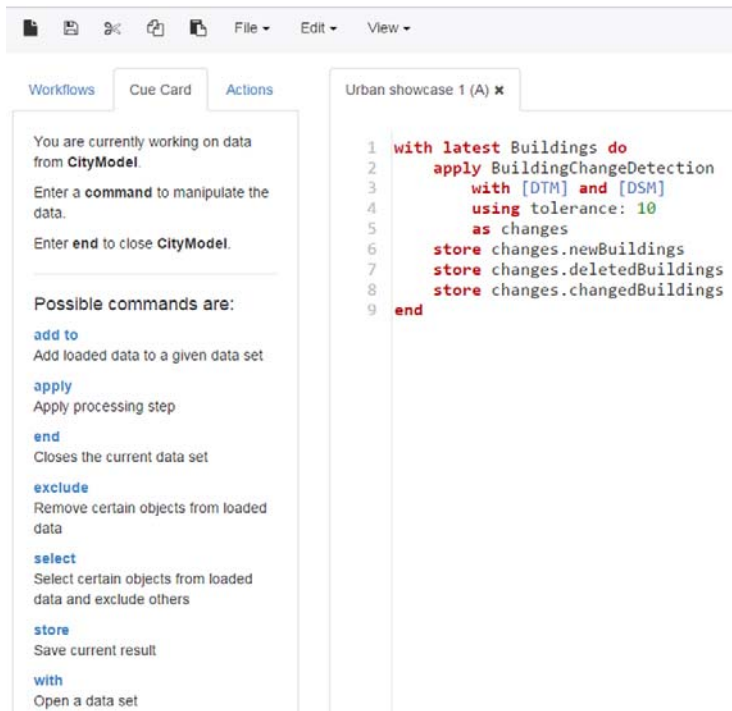 File Edit View
Workflows Cue Card Actions
You are currently working on data
from CityModel.
Enter a command to manipulate the
data.
Enter end to close CityModel.
Possible commands are:
add to
Add loaded data to a given data set
apply
Apply processing step
end
Closes the current data set
exclude
Remove certain objects from loaded
data
select
Select certain objects from loaded
data and exclude others
store
Save current result
with
Open a data set
Urban showcase 1 (A) ×
1 with latest Buildings do
2 apply BuildingChangeDetection
3 with [DTM] and [DSM]
4 using tolerance: 10
5 as changes
6 store changes.newBuildings
7 store changes.deletedBuildings
8 store changes.changedBuildings
9 end